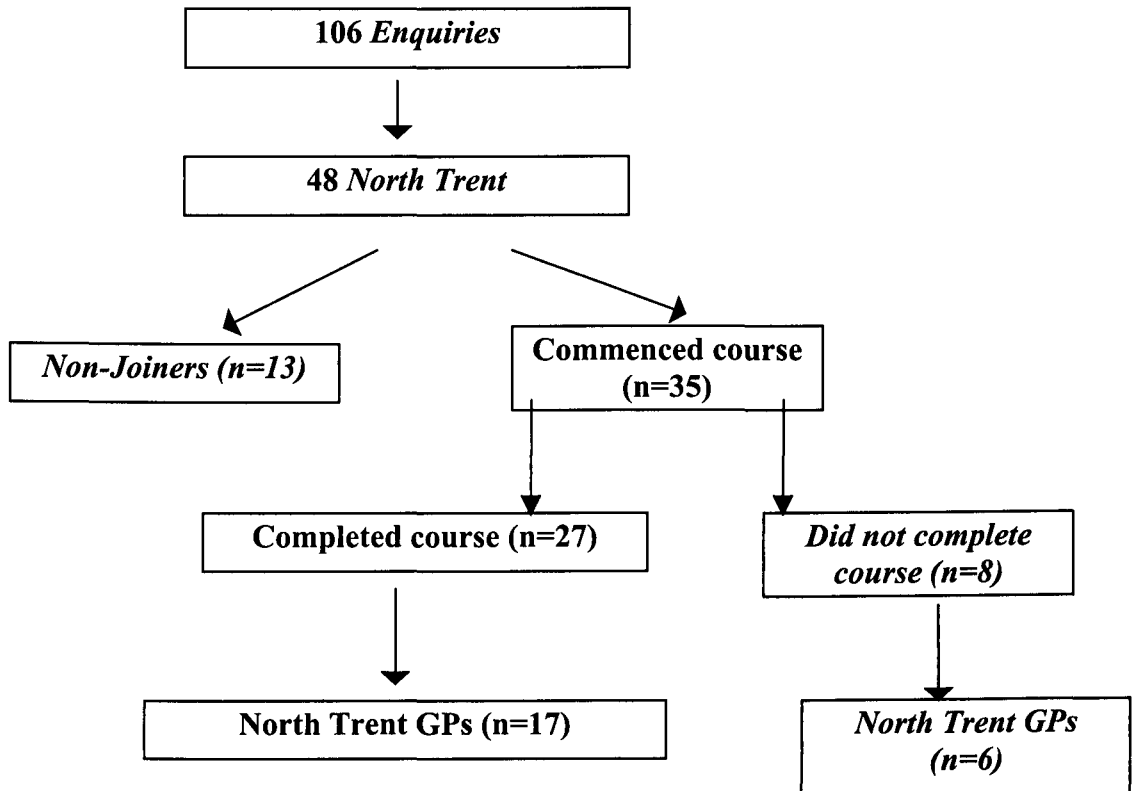 106 Enquiries
48 North Trent
Non-Joiners (n=13)
Commenced course
(n=35)
Completed course (n=27)
Did not complete
course (n=8)
North Trent GPs (n=17)
North Trent GPs
(n=6)